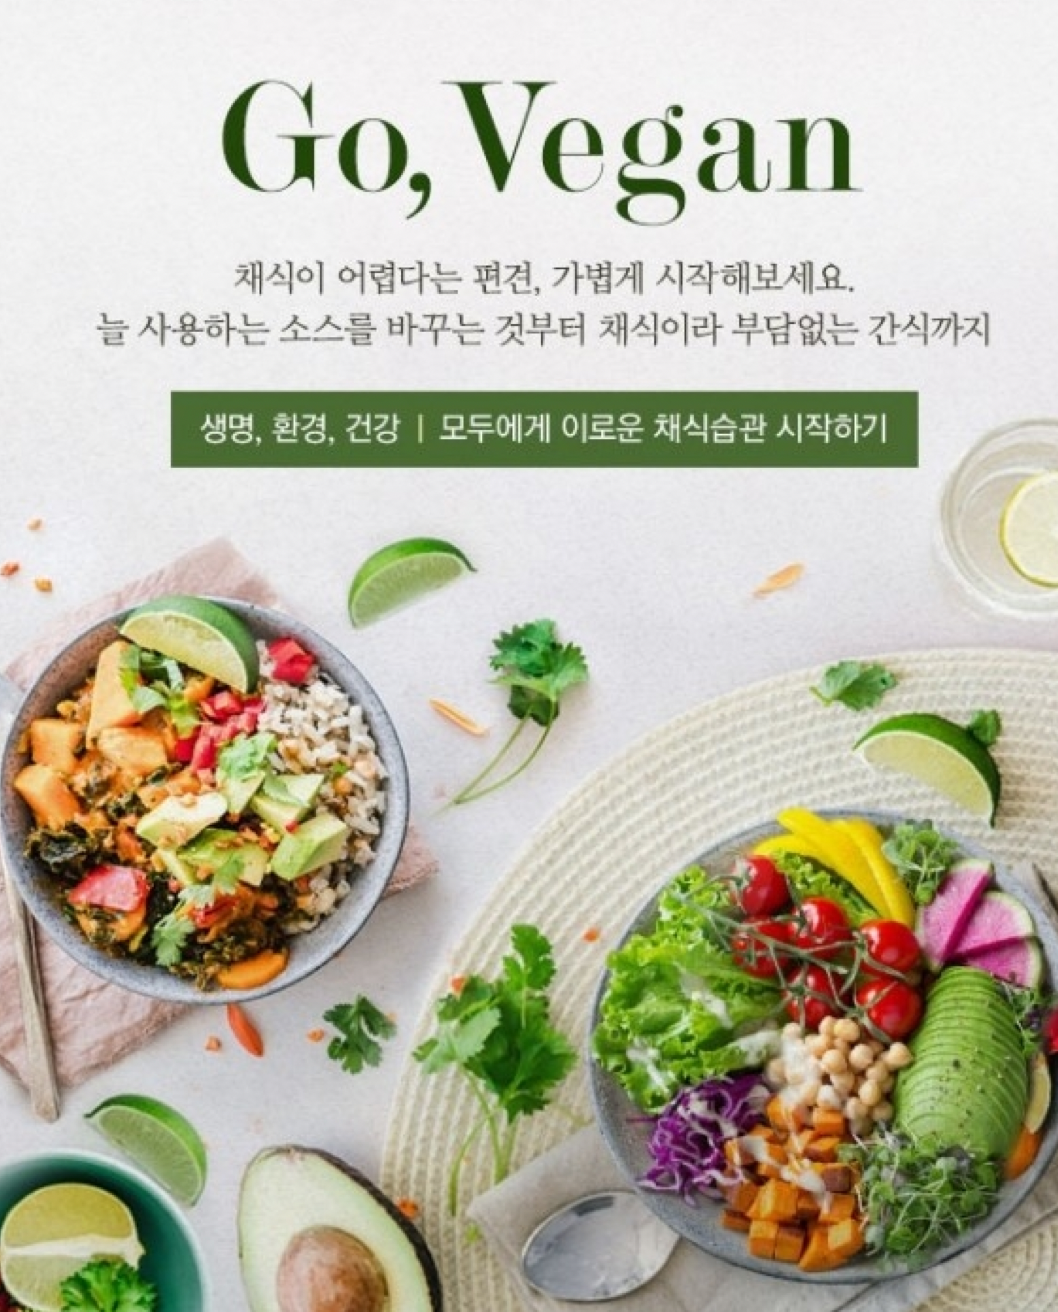 Go, Vegan
채식이 어렵다는 편견, 가볍게 시작해보세요.
늘 사용하는 소스를 바꾸는 것부터 채식이라 부담없는 간식까지
생명, 환경, 건강 | 모두에게 이로운 채식습관 시작하기